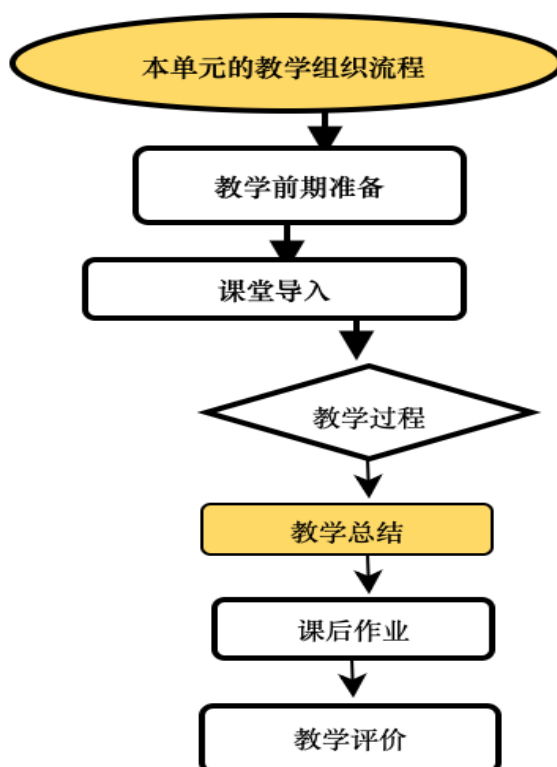 本单元的教学组织流程
教学前期准备
课堂导入
教学过程
教学总结
课后作业
教学评价